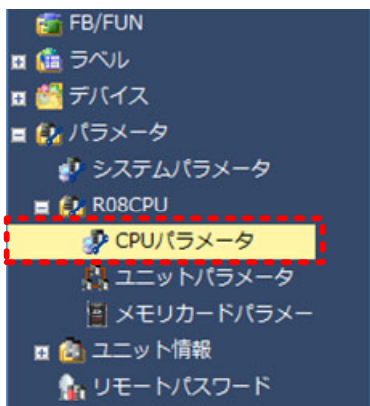 FB/FUN
ラベル
デバイス
パラメータ
システムパラメータ
R08CPU
CPUパラメータ
ユニットパラメータ
メモリカードパラメー
ユニット情報
リモートパスワード